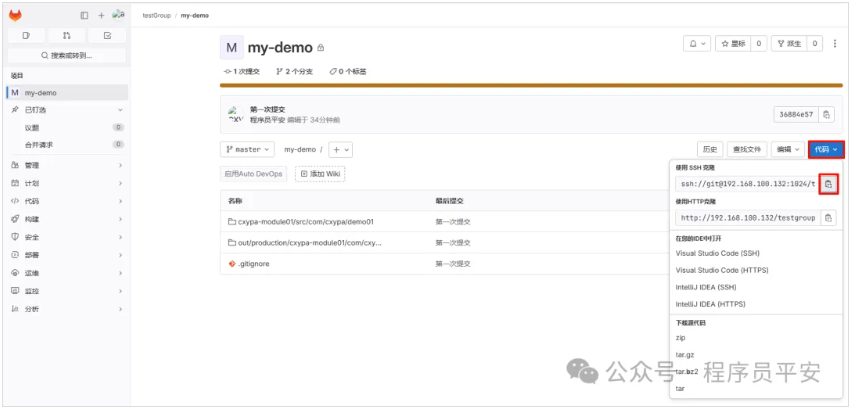 testGroup / my-demo
搜索或转到...
项目
M my-demo
已钉选
议题 0
合并请求 0
管理
计划
代码
构建
安全
部署
运维
监控
分析
M my-demo
星标 0
派生 0
1 次提交 2 个分支 0 个标签
第一次提交
程序员平安 编辑于 34分钟前
36884e57
master
my-demo /
历史
查找文件
编辑
代码
启用Auto DevOps
添加 Wiki
名称 最后提交
cxypa-module01/src/com/cxypa/demo01 第一次提交
out/production/cxypa-module01/com/cxy... 第一次提交
.gitignore 第一次提交
使用 SSH 克隆
ssh://git@192.168.100.132:1024/t
使用HTTP克隆
http://192.168.100.132/testgroup
在您的IDE中打开
Visual Studio Code (SSH)
Visual Studio Code (HTTPS)
IntelliJ IDEA (SSH)
IntelliJ IDEA (HTTPS)
下载源代码
zip
tar.gz
tar.bz2
tar
公众号 · 程序员平安